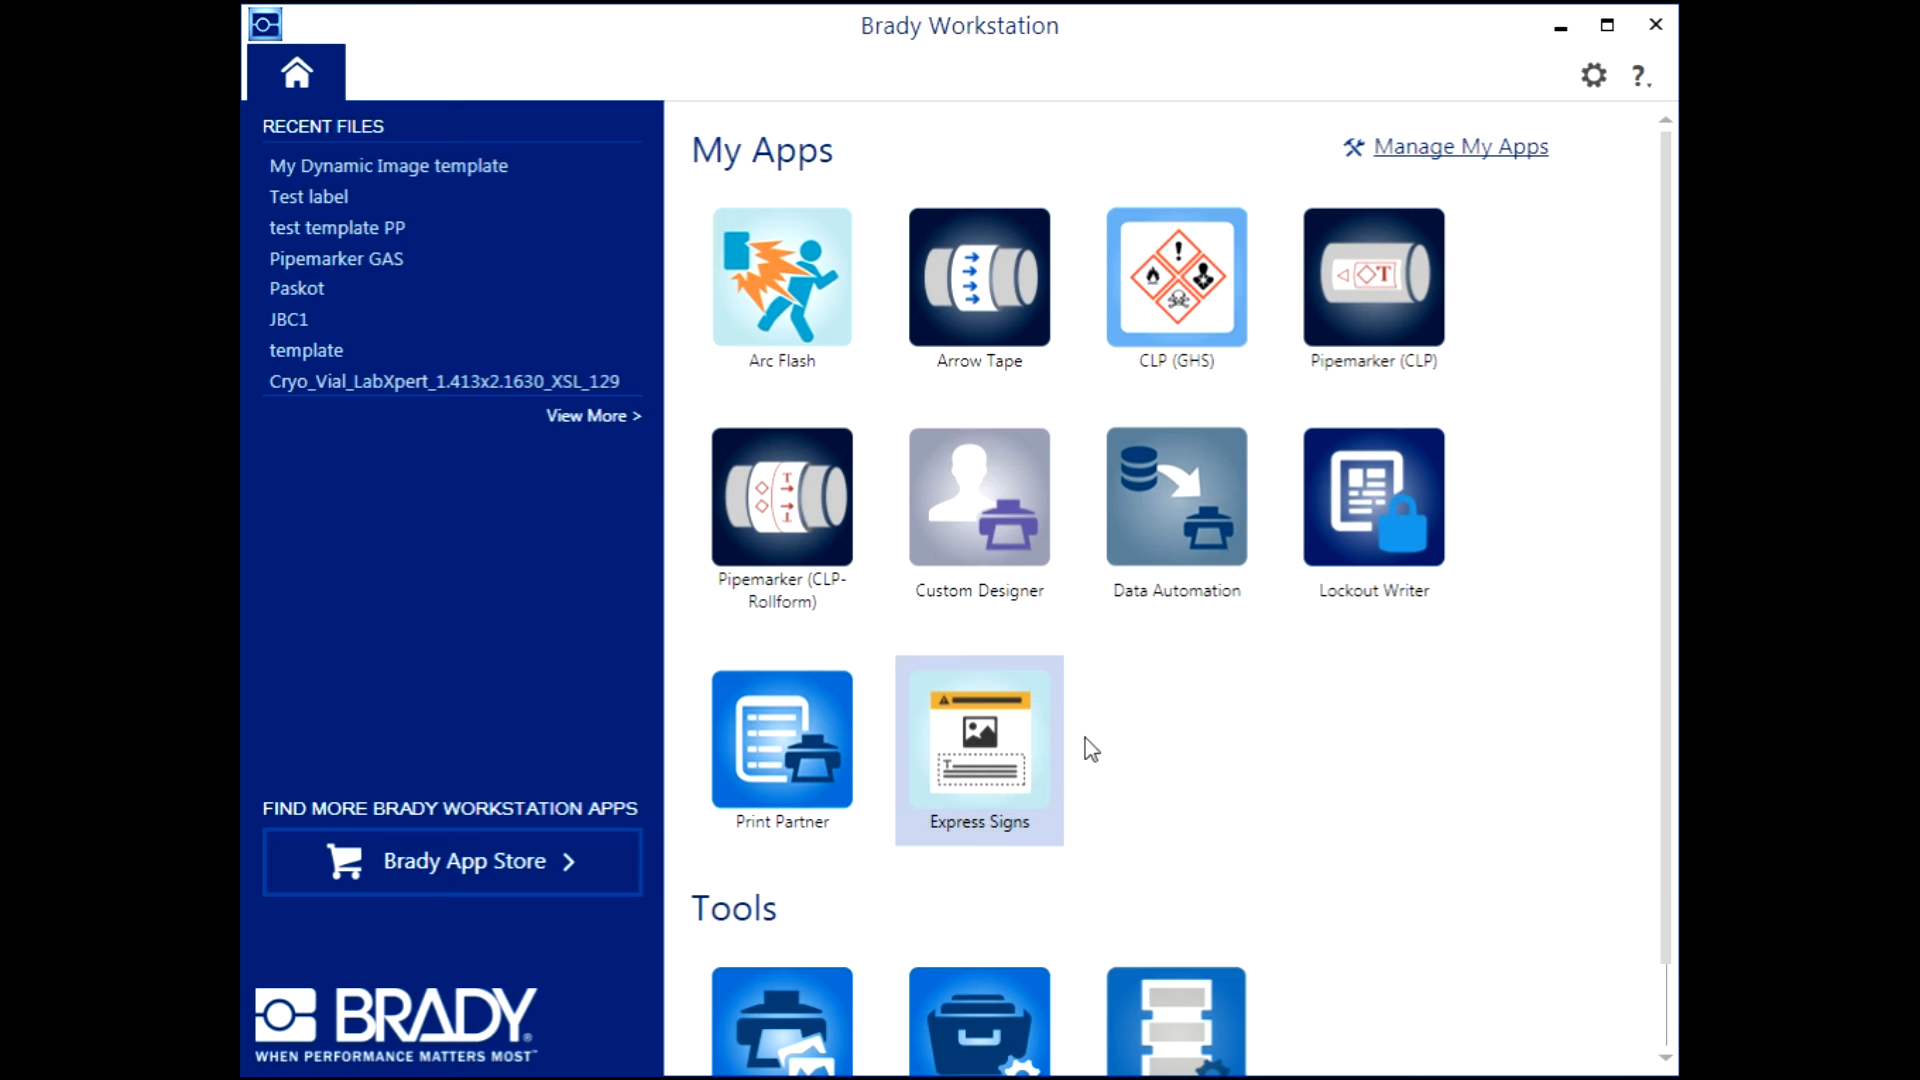 Brady Workstation
?
RECENT FILES
My Dynamic Image template
Test label
test template PP
Pipemarker GAS
Paskot
JBC1
template
Cryo_Vial_LabXpert_1.413x2.1630_XSL_129
View More >
FIND MORE BRADY WORKSTATION APPS
Brady App Store >
BRADY
WHEN PERFORMANCE MATTERS MOST™
My Apps
Manage My Apps
Arc Flash
Arrow Tape
CLP (GHS)
T
Pipemarker (CLP)
T
T
Pipemarker (CLP-
Rollform)
Custom Designer
Data Automation
Lockout Writer
Print Partner
T
Express Signs
Tools